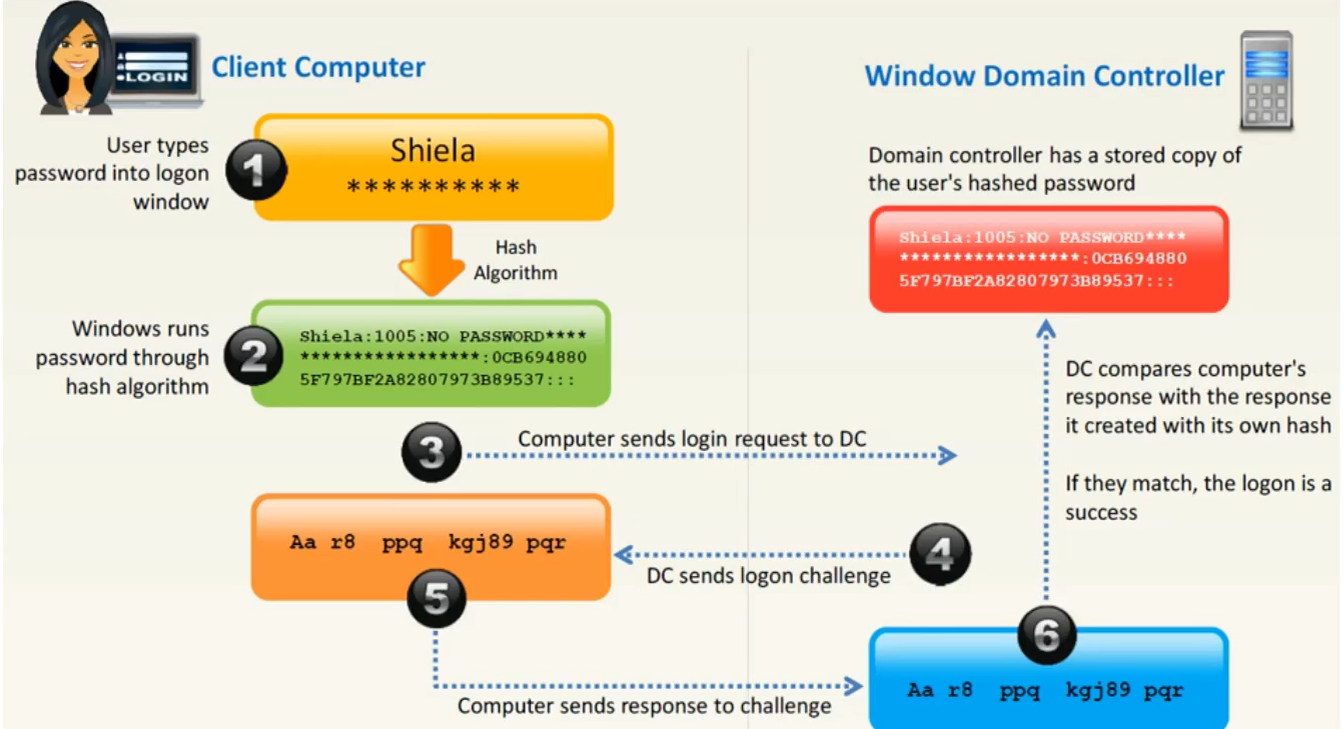 LOGIN
Client Computer
Window Domain Controller
User types
password into logon
window
1
Shiela
**********
Domain controller has a stored copy of
the user's hashed password
Shiela:1005:NO PASSWORD****
*****************:0CB694880
5F797BF2A82807973B89537:::
Hash
Algorithm
Windows runs
password through
hash algorithm
2
Shiela:1005:NO PASSWORD****
*****************:0CB694880
5F797BF2A82807973B89537:::
DC compares computer's
response with the response
it created with its own hash
If they match, the logon is a
success
3
Computer sends login request to DC
Aa r8 ppq kgj89 pqr
4
DC sends logon challenge
5
Computer sends response to challenge
6
Aa r8 ppq kgj89 pqr